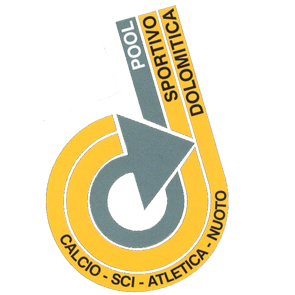 POOL
SPORTIVO
DOLOMITICA
CALCIO - SCI - ATLETICA - NUOTO